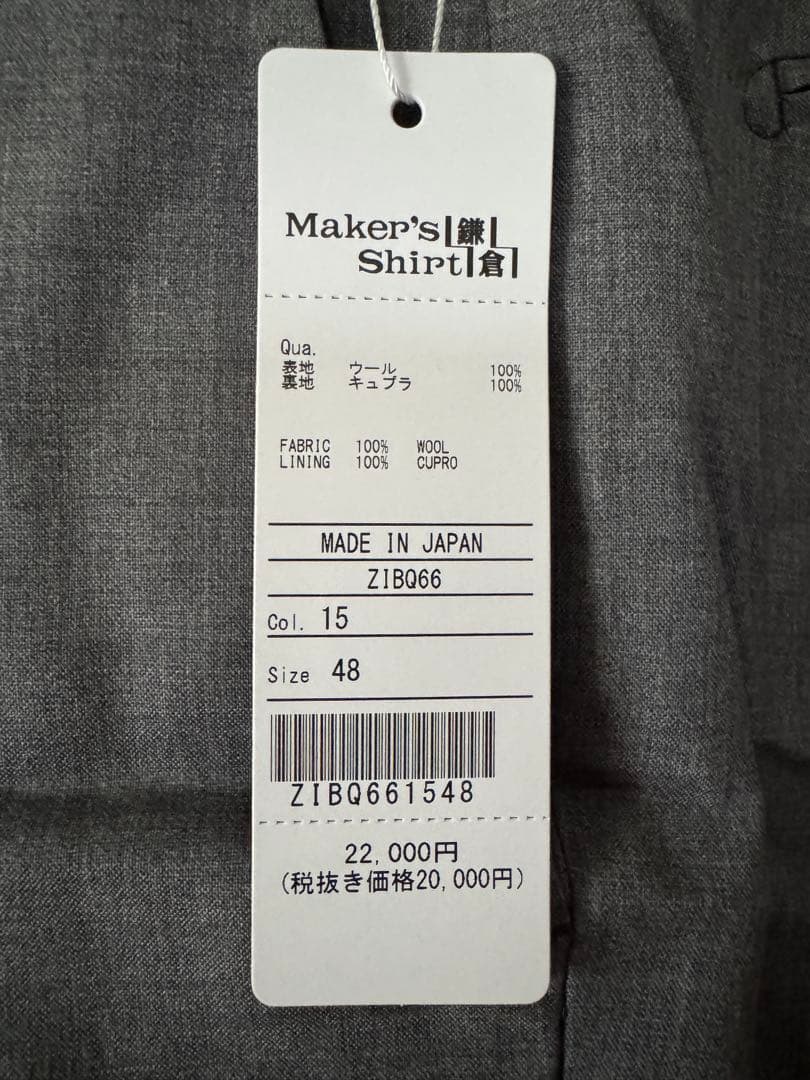 Maker's 鎌
Shirt 倉
Qua.
表地 ウール 100%
裏地 キュプラ 100%
FABRIC 100% WOOL
LINING 100% CUPRO
MADE IN JAPAN
ZIBQ66
Col. 15
Size 48
ZIBQ661548
22,000円
(税抜き価格20,000円)